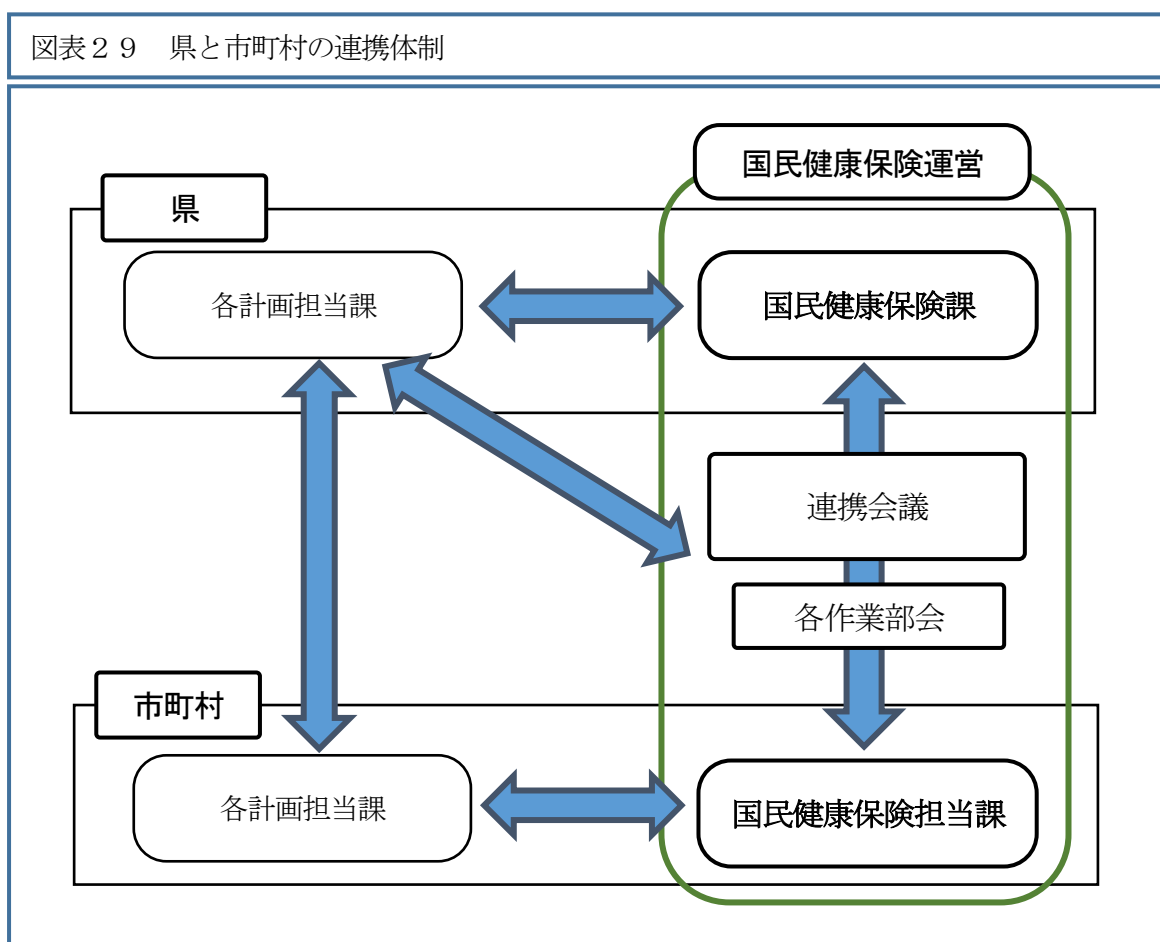 図表２９　県と市町村の連携体制
国民健康保険運営
県
各計画担当課
国民健康保険課
連携会議
各作業部会
市町村
各計画担当課
国民健康保険担当課